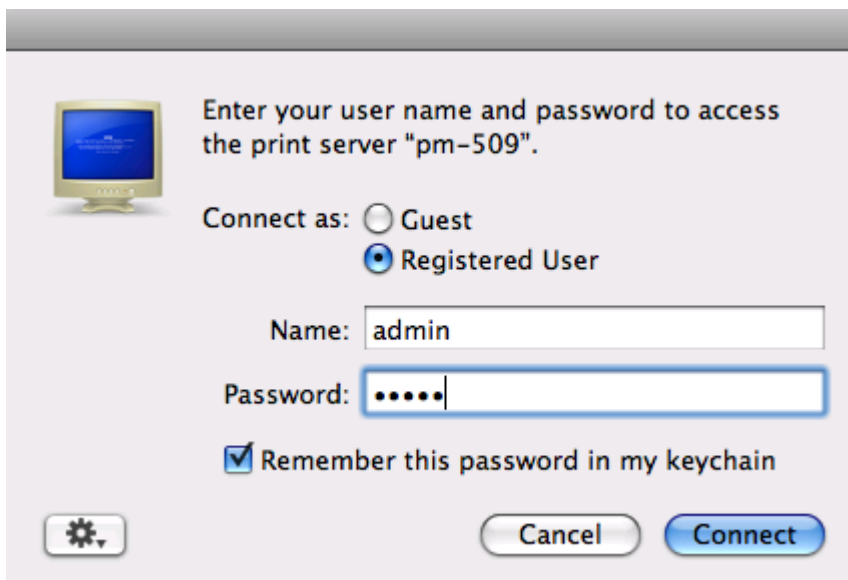 Enter your user name and password to access
the print server "pm-509".
Connect as: Guest
Registered User
Name: admin
Password: •••••
Remember this password in my keychain
Cancel Connect